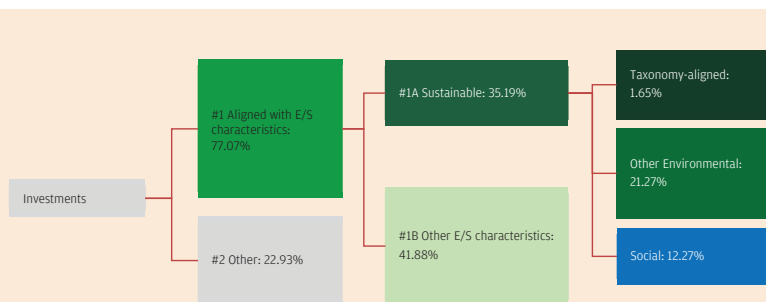 Investments
#1 Aligned with E/S
characteristics:
77.07%
#2 Other: 22.93%
#1A Sustainable: 35.19%
#1B Other E/S characteristics:
41.88%
Taxonomy-aligned:
1.65%
Other Environmental:
21.27%
Social: 12.27%